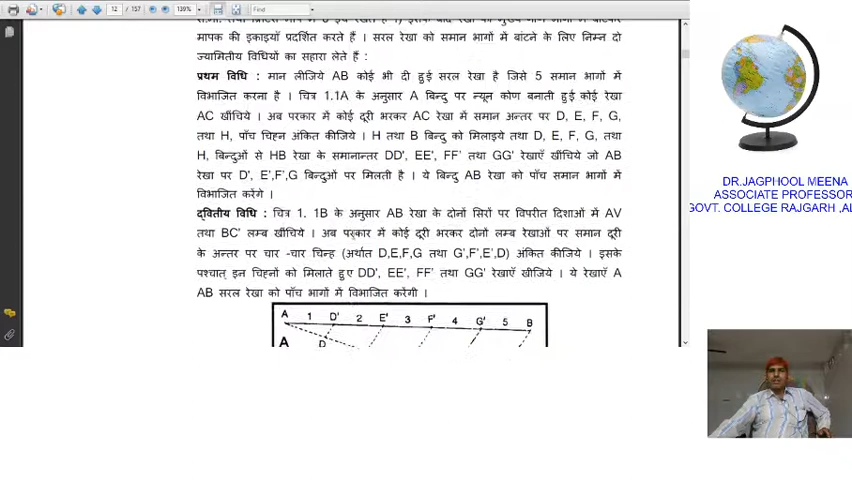 12 / 157
139%
Find
मापक की इकाइयाँ प्रदर्शित करते हैं । सरल रेखा को समान भागों में बांटने के लिए निम्न दो
ज्यामितीय विधियों का सहारा लेते हैं :
प्रथम विधि : मान लीजिये AB कोई भी दी हुई सरल रेखा है जिसे 5 समान भागों में
विभाजित करना है । चित्र 1.1A के अनुसार A बिन्दु पर न्यून कोण बनाती हुई कोई रेखा
AC खींचिये । अब परकार में कोई दूरी भरकर AC रेखा में समान अन्तर पर D, E, F, G,
तथा H, पाँच चिह्न अंकित कीजिये । H तथा B बिन्दु को मिलाइये तथा D, E, F, G, तथा
H, बिन्दुओं से HB रेखा के समानान्तर DD', EE', FF' तथा GG' रेखाएँ खींचिये जो AB
रेखा पर D', E',F',G बिन्दुओं पर मिलती है । ये बिन्दु AB रेखा को पाँच समान भागों में
विभाजित करेंगे ।
द्वितीय विधि : चित्र 1. 1B के अनुसार AB रेखा के दोनों सिरों पर विपरीत दिशाओं में AV
तथा BC' लम्ब खींचिये । अब परकार में कोई दूरी भरकर दोनों लम्ब रेखाओं पर समान दूरी
के अन्तर पर चार -चार चिन्ह (अर्थात D,E,F,G तथा G',F',E',D) अंकित कीजिये । इसके
पश्चात् इन चिह्नों को मिलाते हुए DD', EE', FF' तथा GG' रेखाएँ खीजिये । ये रेखाएँ A
AB सरल रेखा को पाँच भागों में विभाजित करेंगी ।
A 1 D' 2 E' 3 F' 4 G' 5 B
A D
DR.JAGPHOOL MEENA
ASSOCIATE PROFESSOR
GOVT. COLLEGE RAJGARH